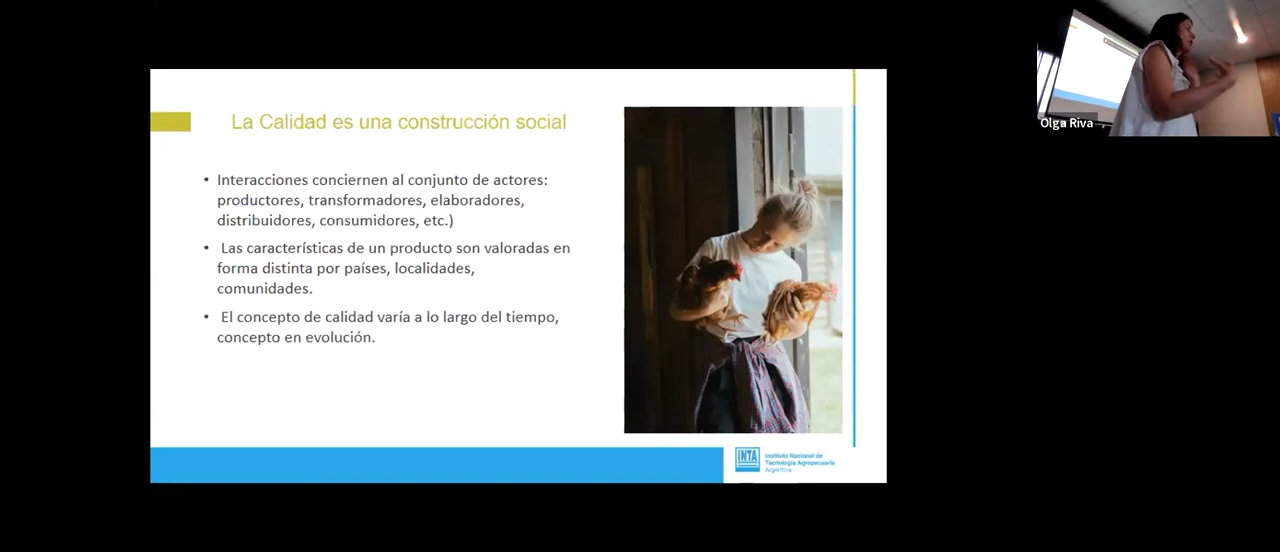 La Calidad es una construcción social
• Interacciones conciernen al conjunto de actores:
productores, transformadores, elaboradores,
distribuidores, consumidores, etc.)
• Las características de un producto son valoradas en
forma distinta por países, localidades,
comunidades.
• El concepto de calidad varía a lo largo del tiempo,
concepto en evolución.
INTA
Instituto Nacional de
Tecnología Agropecuaria
Argentina
Olga Riva